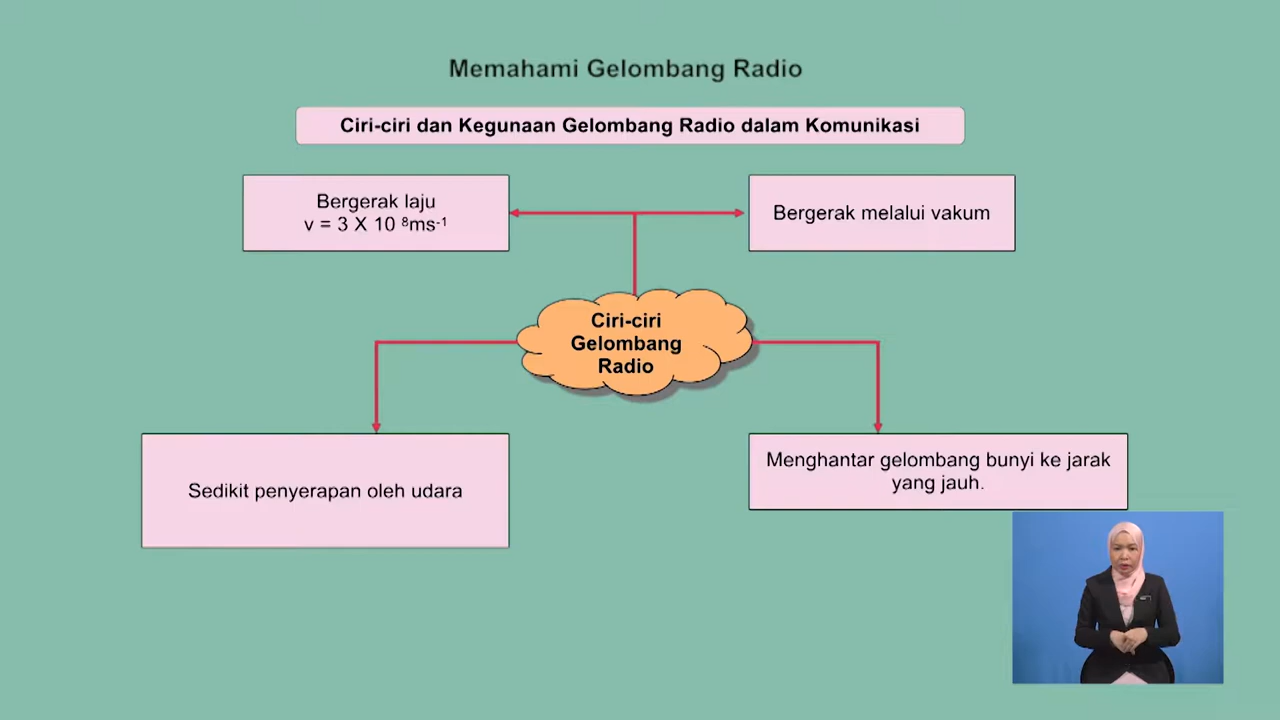 Memahami Gelombang Radio
Ciri-ciri dan Kegunaan Gelombang Radio dalam Komunikasi
Bergerak laju
v = 3 X 10 ⁸ms⁻¹
Bergerak melalui vakum
Ciri-ciri
Gelombang
Radio
Sedikit penyerapan oleh udara
Menghantar gelombang bunyi ke jarak
yang jauh.